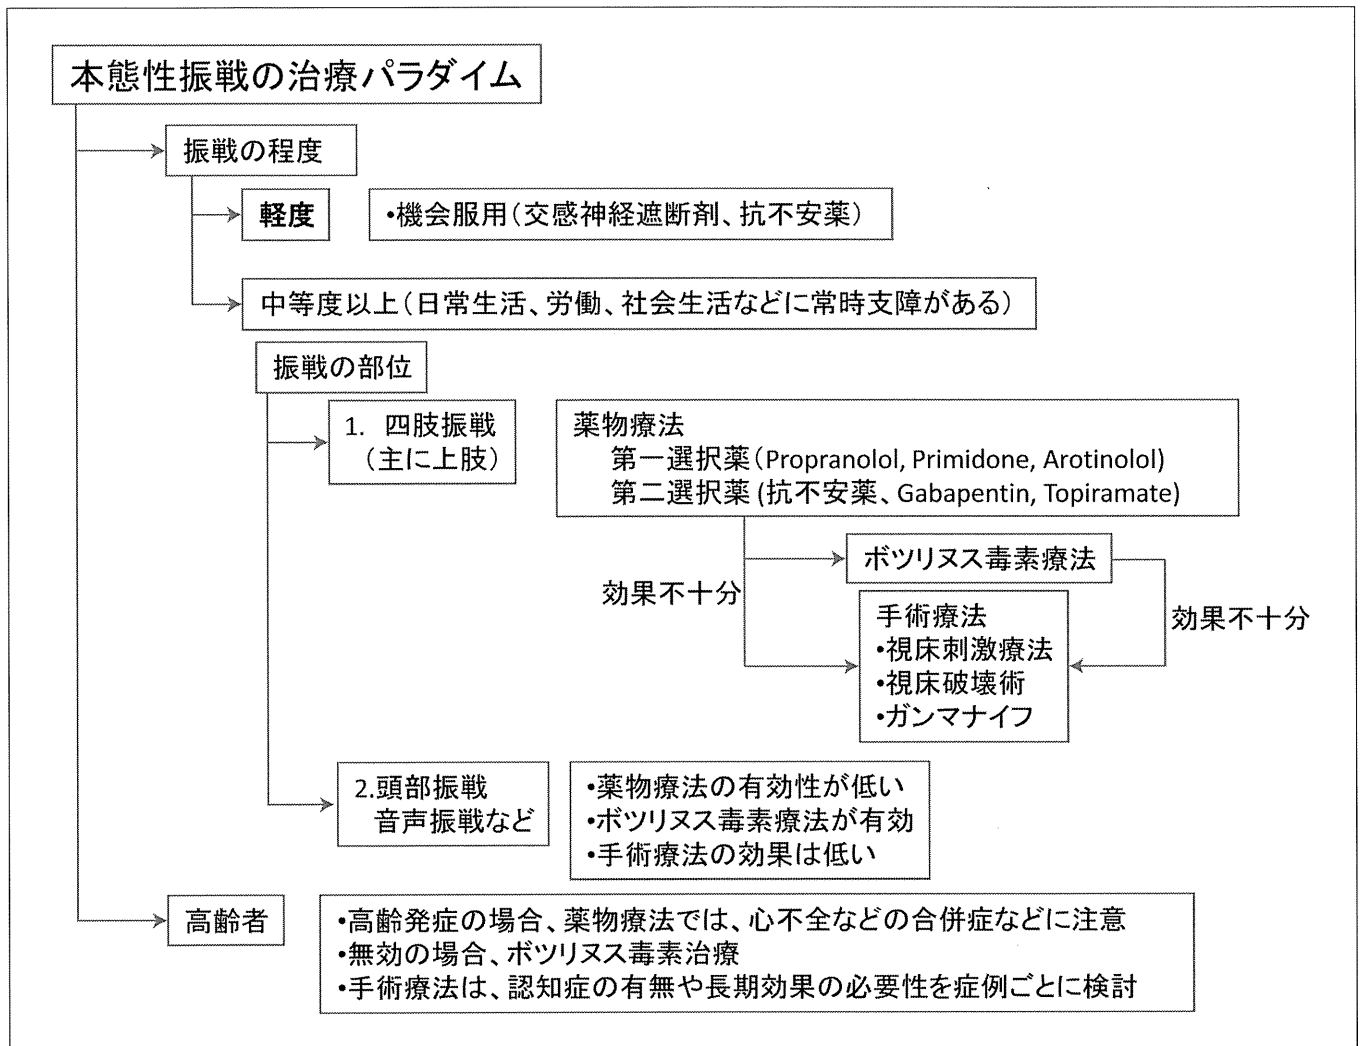 本態性振戦の治療パラダイム
振戦の程度
軽度
•機会服用（交感神経遮断剤、抗不安薬）
中等度以上（日常生活、労働、社会生活などに常時支障がある）
振戦の部位
1. 四肢振戦
（主に上肢）
薬物療法
第一選択薬（Propranolol, Primidone, Arotinolol)
第二選択薬 (抗不安薬、Gabapentin, Topiramate)
ボツリヌス毒素療法
効果不十分
手術療法
•視床刺激療法
•視床破壊術
•ガンマナイフ
効果不十分
2.頭部振戦
音声振戦など
•薬物療法の有効性が低い
•ボツリヌス毒素療法が有効
•手術療法の効果は低い
高齢者
•高齢発症の場合、薬物療法では、心不全などの合併症などに注意
•無効の場合、ボツリヌス毒素治療
•手術療法は、認知症の有無や長期効果の必要性を症例ごとに検討